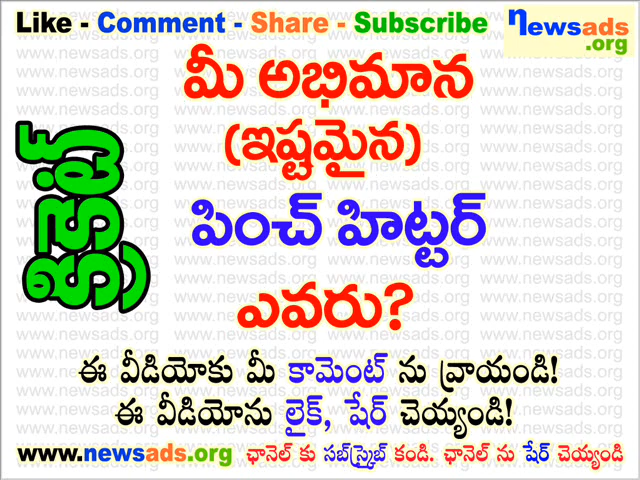 Like - Comment - Share - Subscribe
newsads
.org
మీ అభిమాన
(ఇష్టమైన)
పించ్ హిట్టర్
ఎవరు?
క్రికెట్
ఈ వీడియోకు మీ కామెంట్ ను వ్రాయండి!
ఈ వీడియోను లైక్, షేర్ చెయ్యండి!
www.newsads.org ఛానెల్ కు సబ్‌స్క్రైబ్ కండి. ఛానెల్ ను షేర్ చెయ్యండి